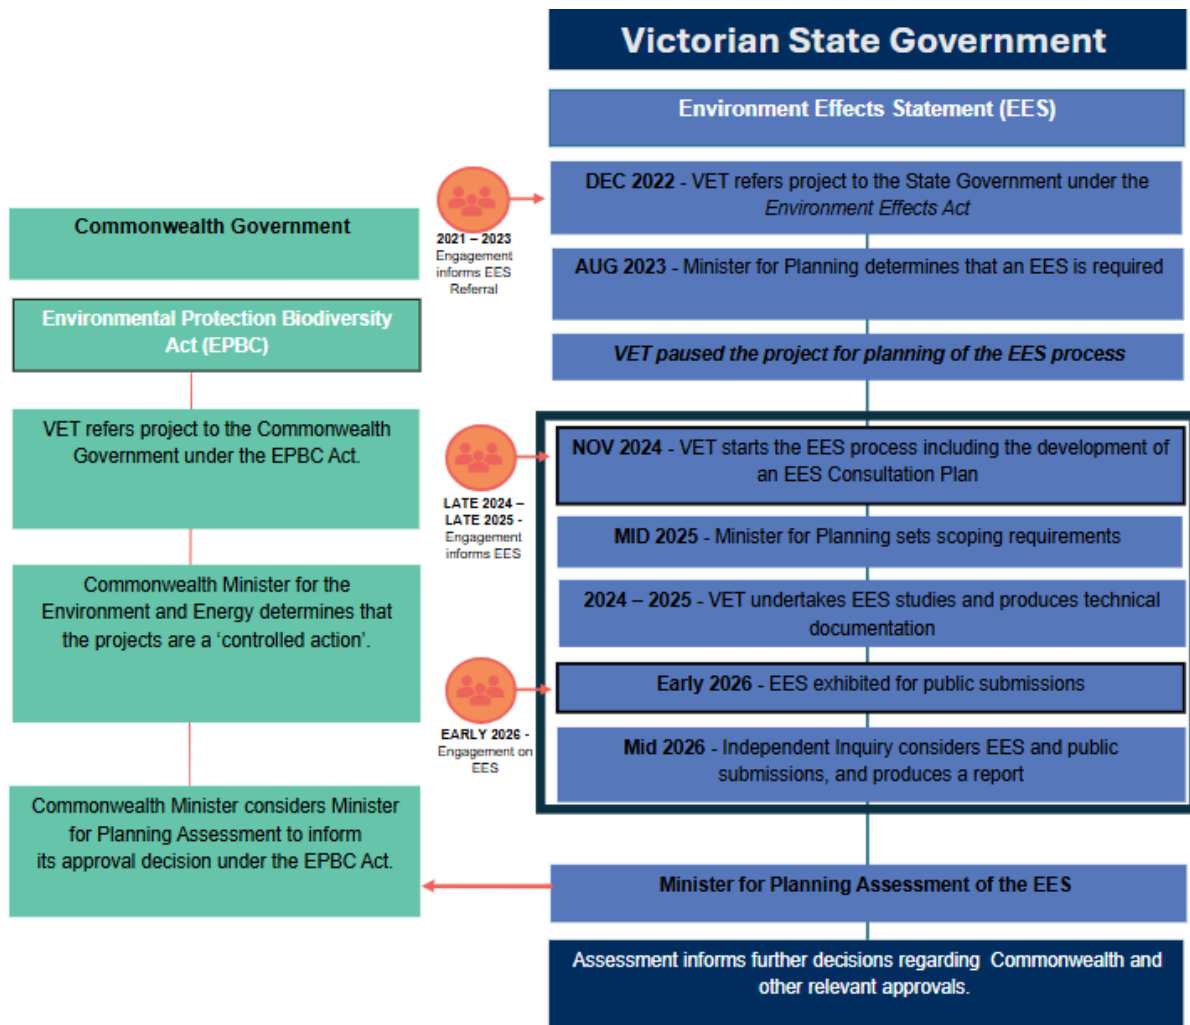 Victorian State Government
Environment Effects Statement (EES)
DEC 2022 - VET refers project to the State Government under the
Environment Effects Act
2021 – 2023
Engagement
informs EES
Referral
AUG 2023 - Minister for Planning determines that an EES is required
VET paused the project for planning of the EES process
Commonwealth Government
Environmental Protection Biodiversity
Act (EPBC)
VET refers project to the Commonwealth
Government under the EPBC Act.
Commonwealth Minister for the
Environment and Energy determines that
the projects are a ‘controlled action’.
Commonwealth Minister considers Minister
for Planning Assessment to inform
its approval decision under the EPBC Act.
LATE 2024 –
LATE 2025 -
Engagement
informs EES
NOV 2024 - VET starts the EES process including the development of
an EES Consultation Plan
MID 2025 - Minister for Planning sets scoping requirements
2024 – 2025 - VET undertakes EES studies and produces technical
documentation
EARLY 2026 -
Engagement on
EES
Early 2026 - EES exhibited for public submissions
Mid 2026 - Independent Inquiry considers EES and public
submissions, and produces a report
Minister for Planning Assessment of the EES
Assessment informs further decisions regarding Commonwealth and
other relevant approvals.